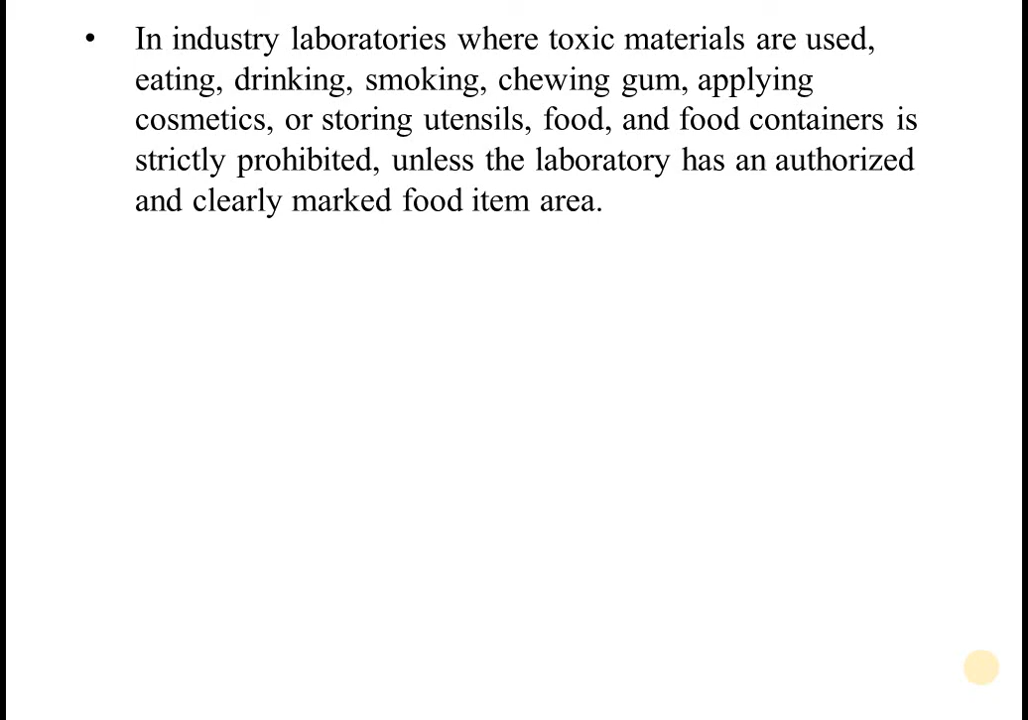 • In industry laboratories where toxic materials are used,
eating, drinking, smoking, chewing gum, applying
cosmetics, or storing utensils, food, and food containers is
strictly prohibited, unless the laboratory has an authorized
and clearly marked food item area.